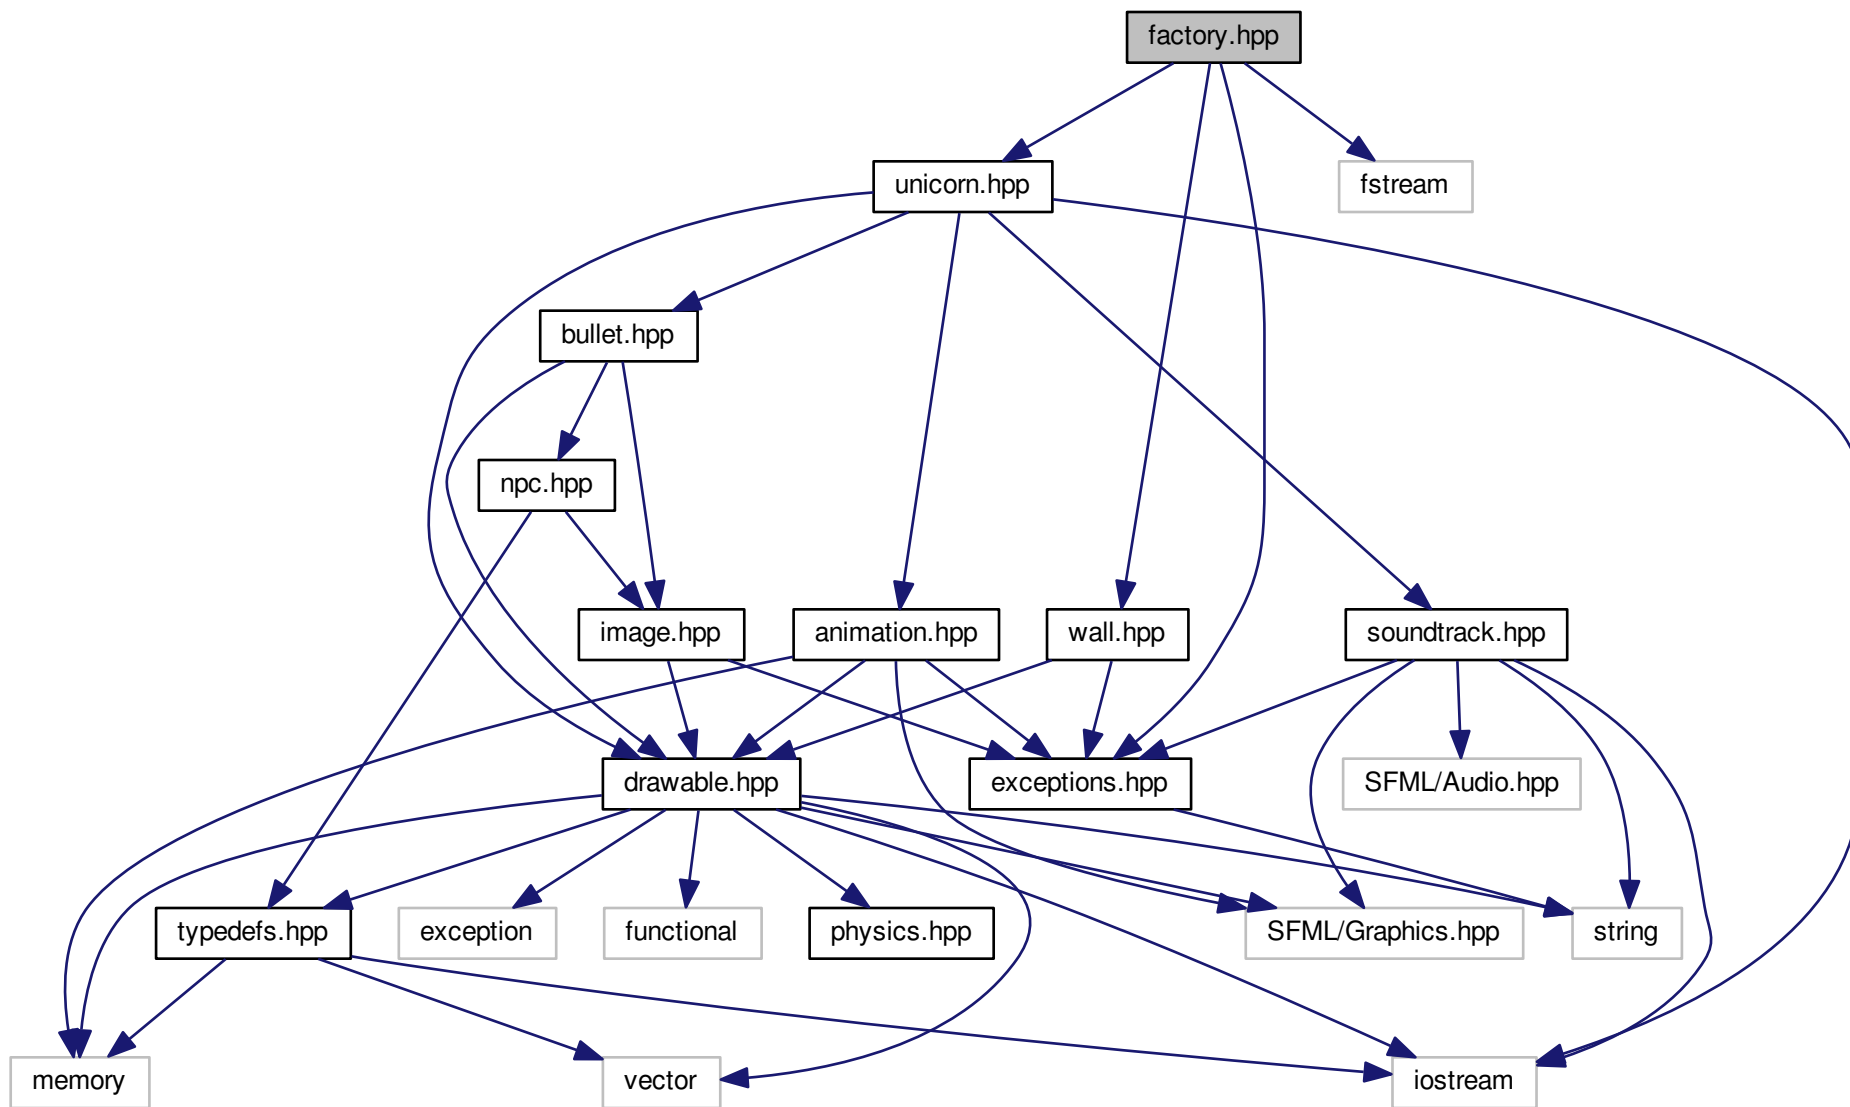 factory.hpp
unicorn.hpp
fstream
bullet.hpp
npc.hpp
image.hpp
animation.hpp
wall.hpp
soundtrack.hpp
drawable.hpp
exceptions.hpp
SFML/Audio.hpp
typedefs.hpp
exception
functional
physics.hpp
SFML/Graphics.hpp
string
memory
vector
iostream